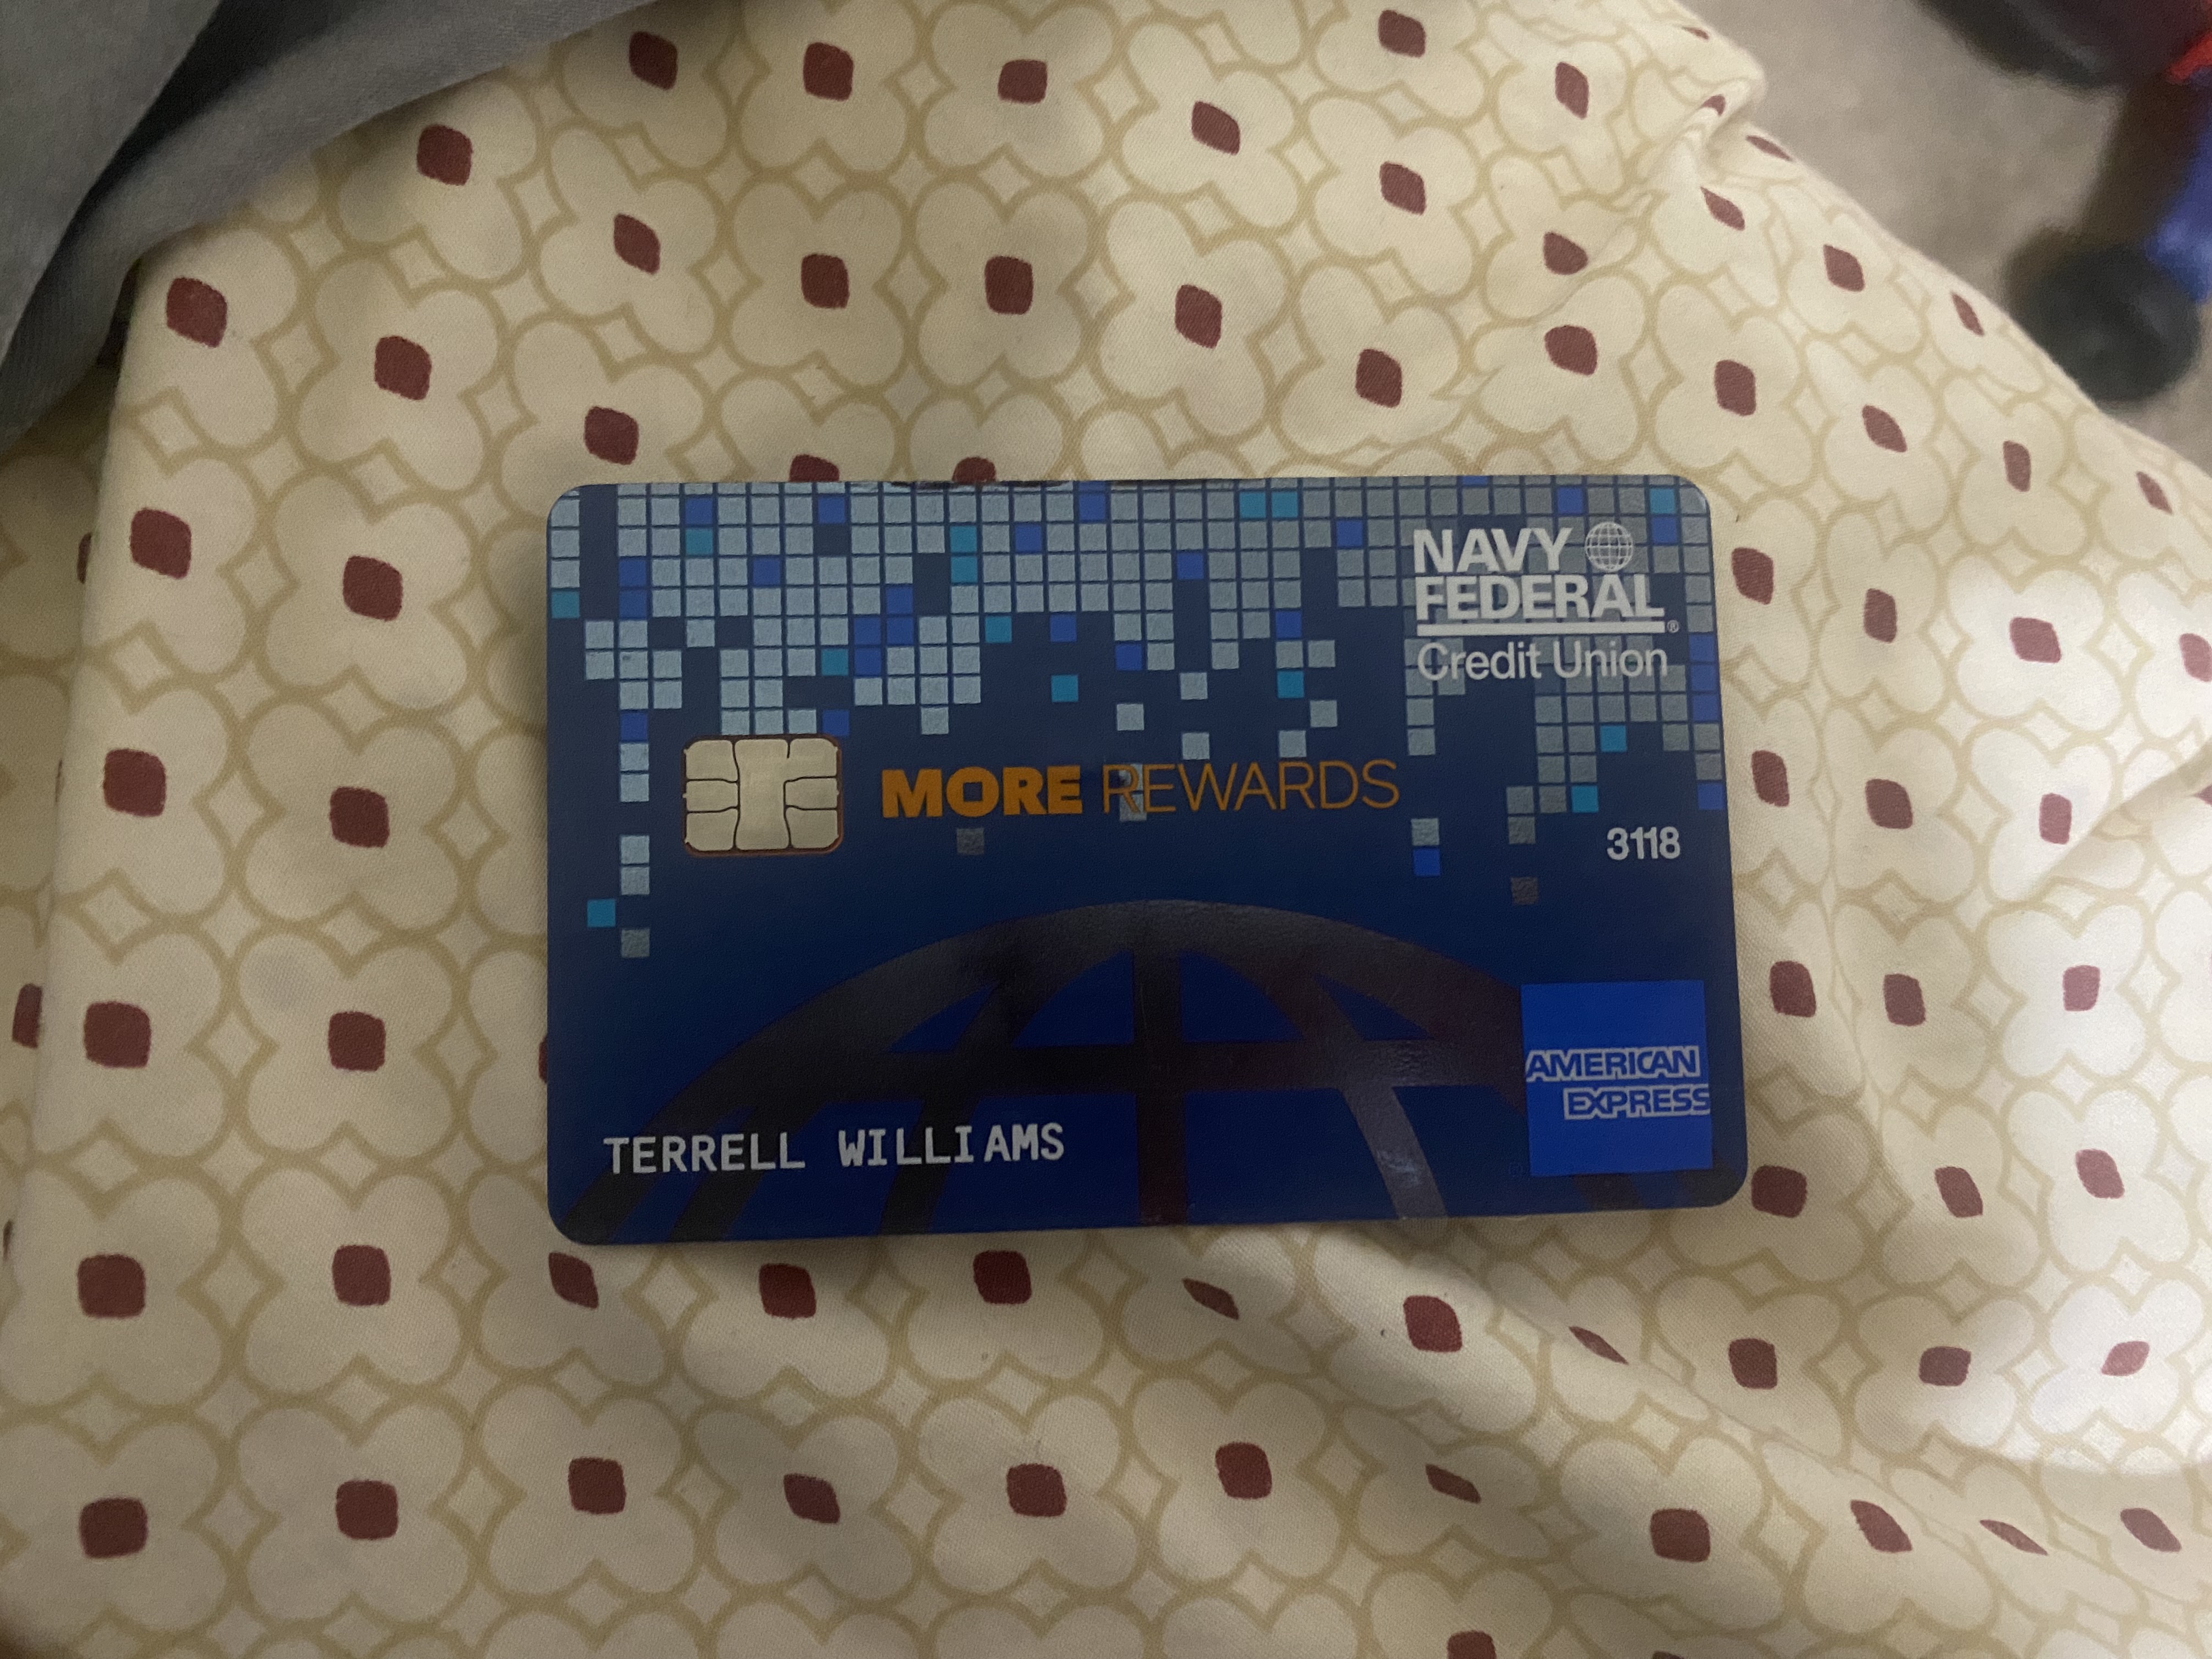 NAVY
FEDERAL®
Credit Union
MORE REWARDS
3118
AMERICAN
EXPRESS
TERRELL WILLIAMS